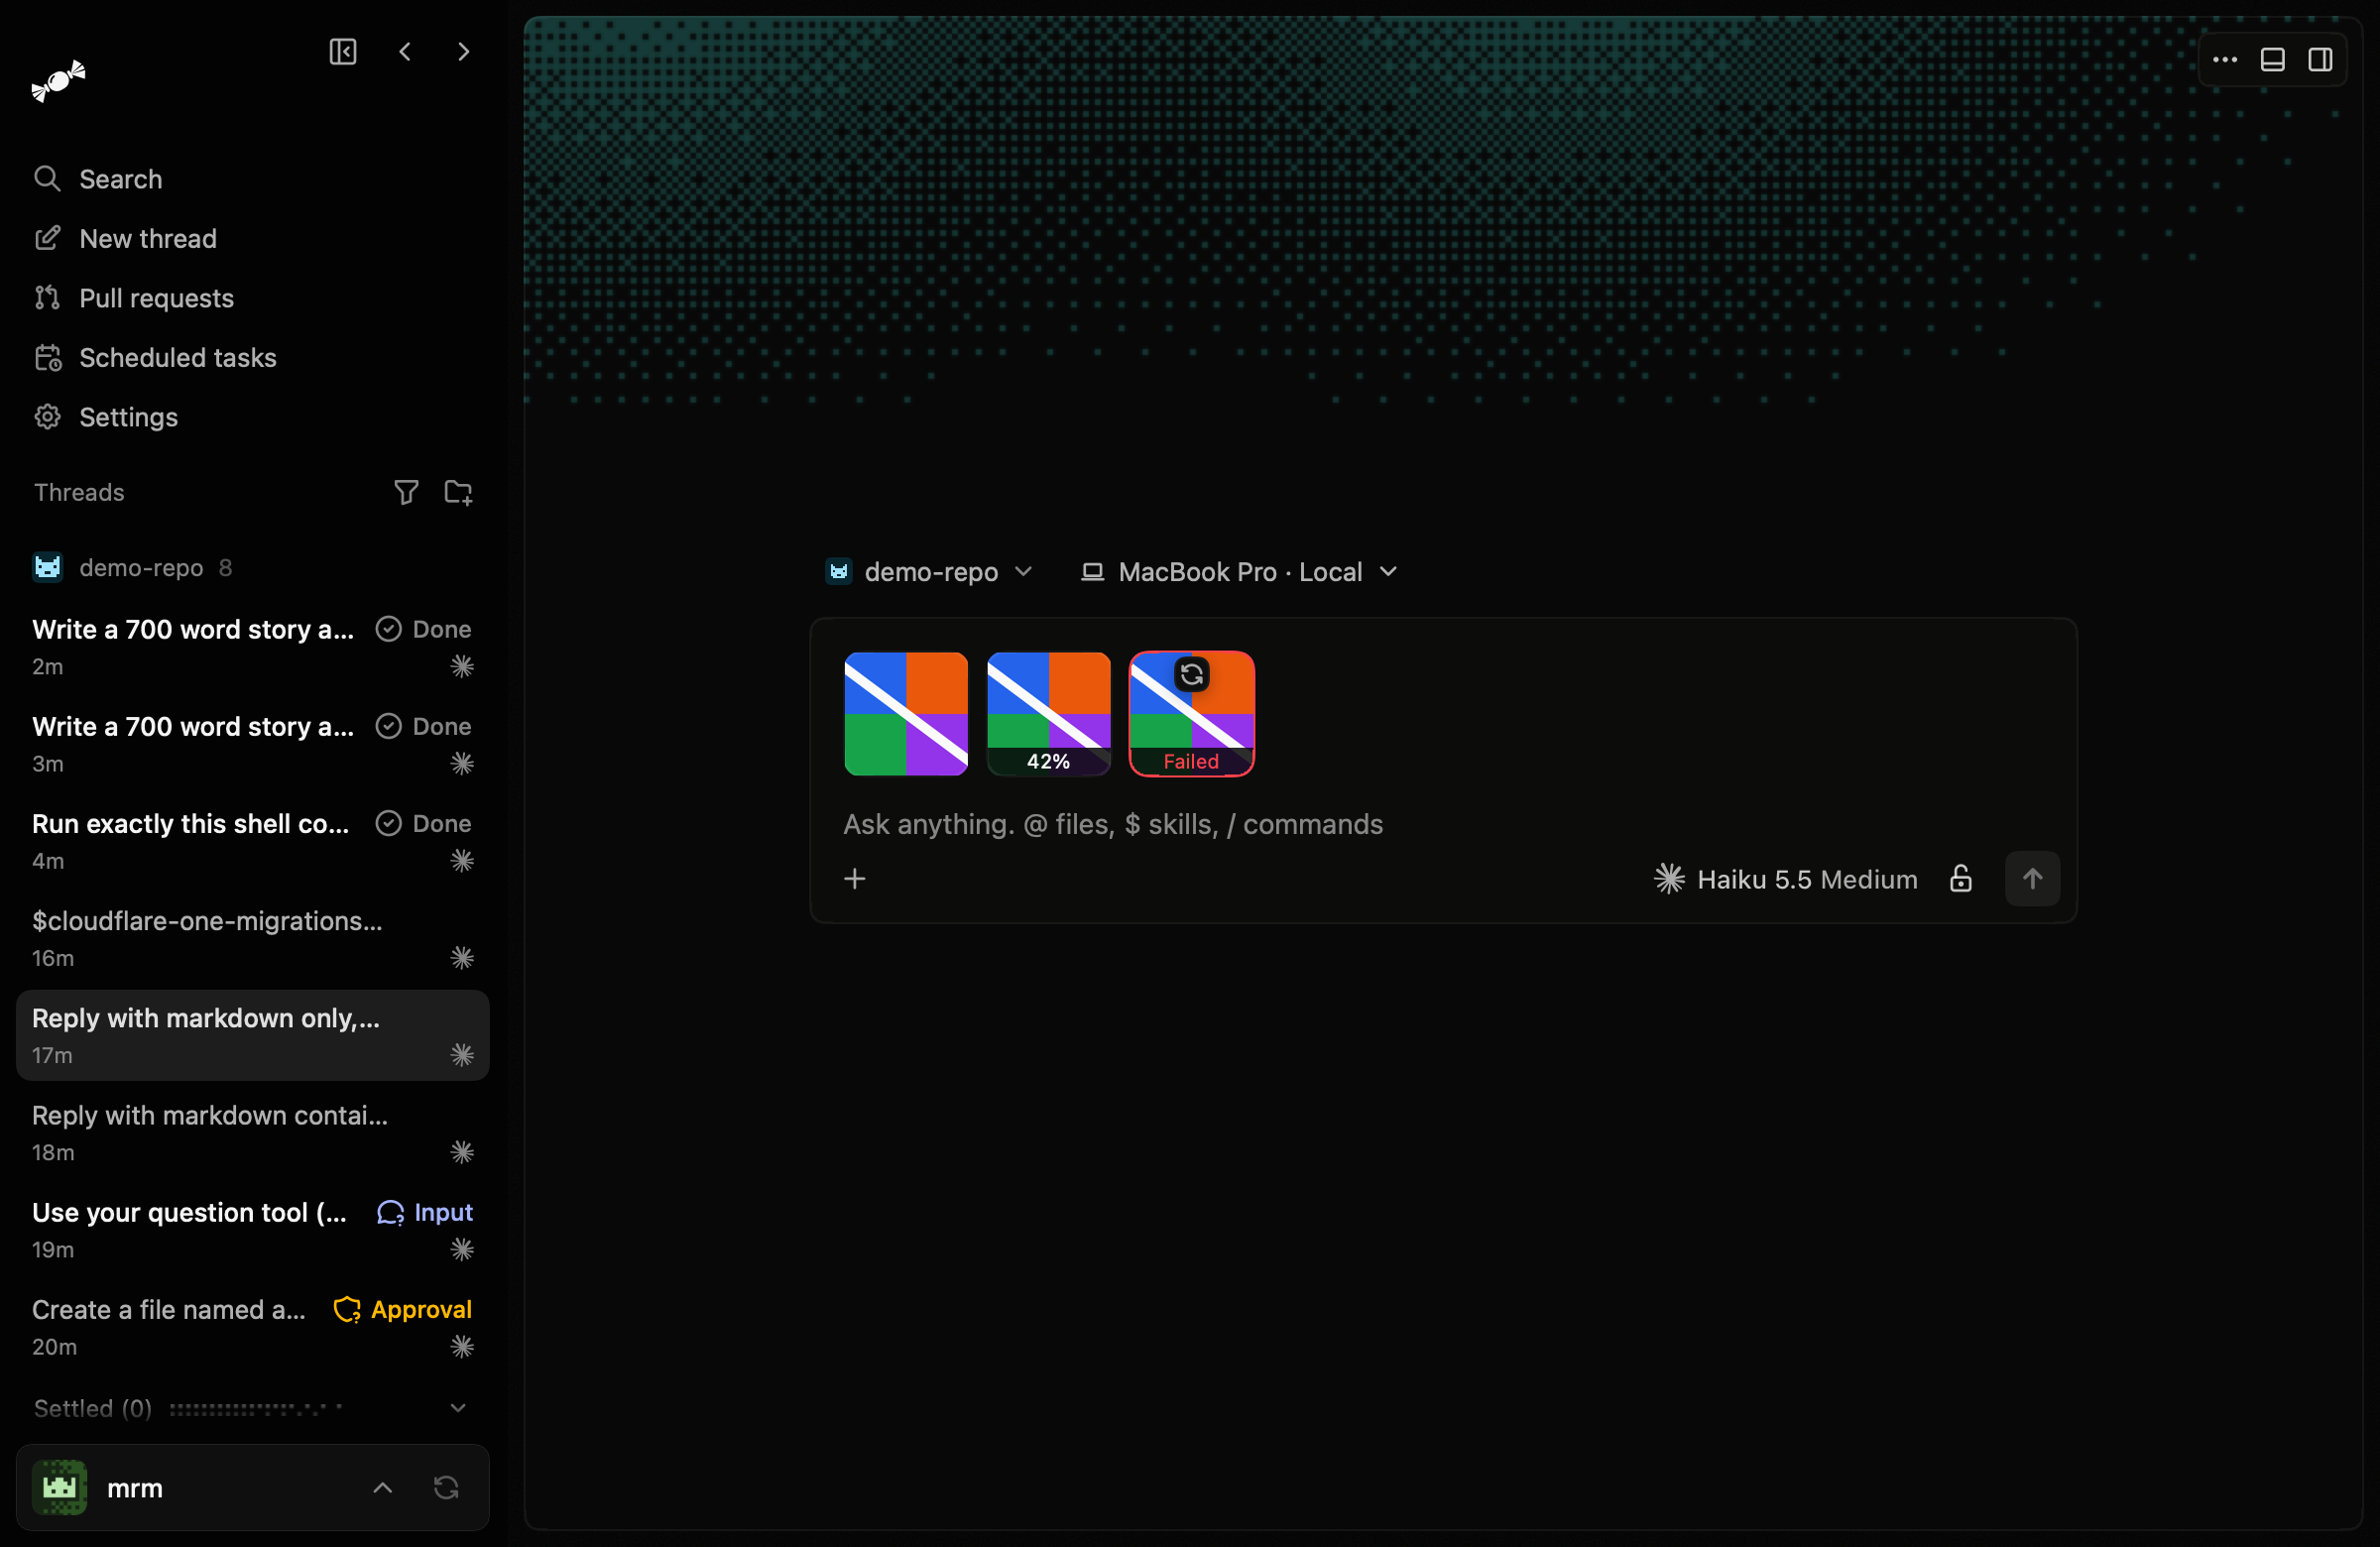 Search
New thread
Pull requests
Scheduled tasks
Settings
Threads
demo-repo 8
Write a 700 word story a... Done
2m
Write a 700 word story a... Done
3m
Run exactly this shell co... Done
4m
$cloudflare-one-migrations...
16m
Reply with markdown only,...
17m
Reply with markdown contai...
18m
Use your question tool (... Input
19m
Create a file named a... Approval
20m
Settled (0)
mrm
demo-repo MacBook Pro · Local
42% Failed
Ask anything. @ files, $ skills, / commands
Haiku 5.5 Medium